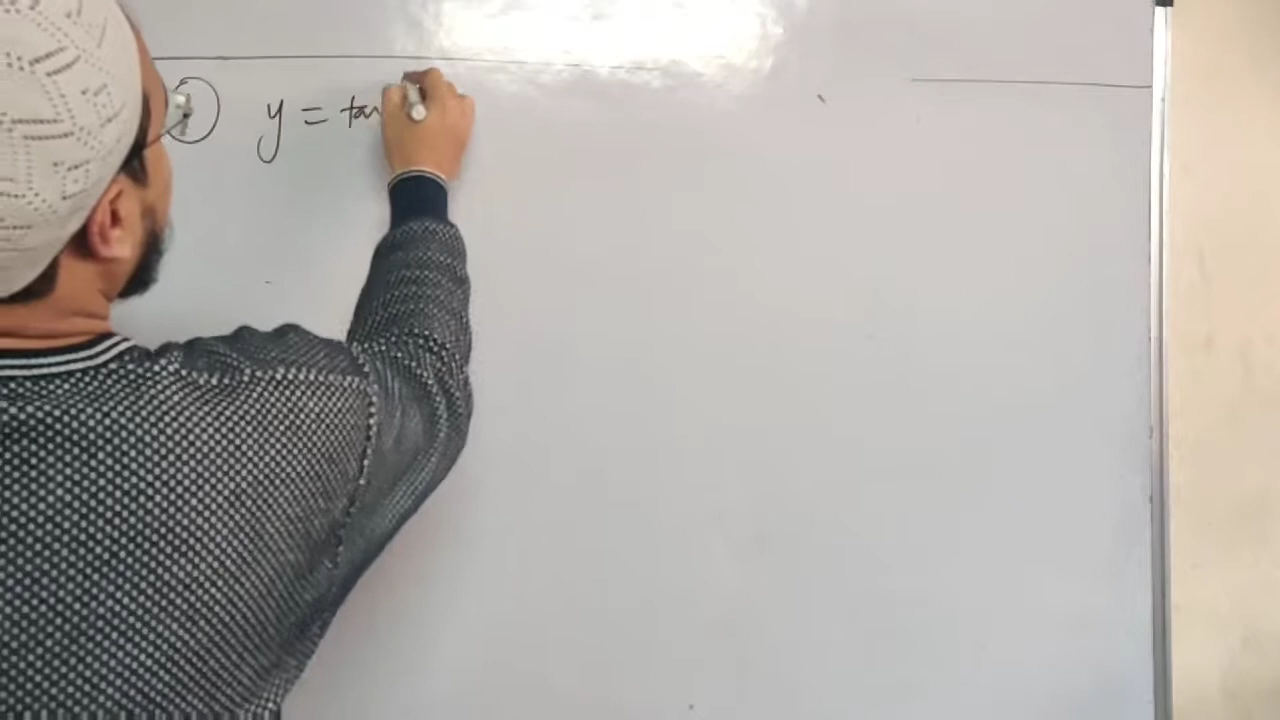 y = tan